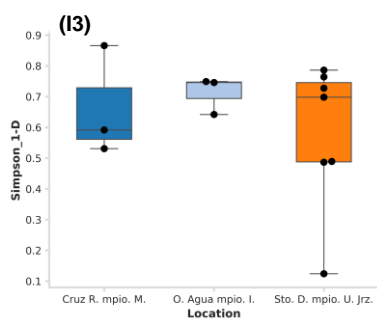 (I3)
Simpson_1-D
0.9
0.8
0.7
0.6
0.5
0.4
0.3
0.2
0.1
Cruz R. mpio. M. O. Agua mpio. I. Sto. D. mpio. U. Jrz.
Location